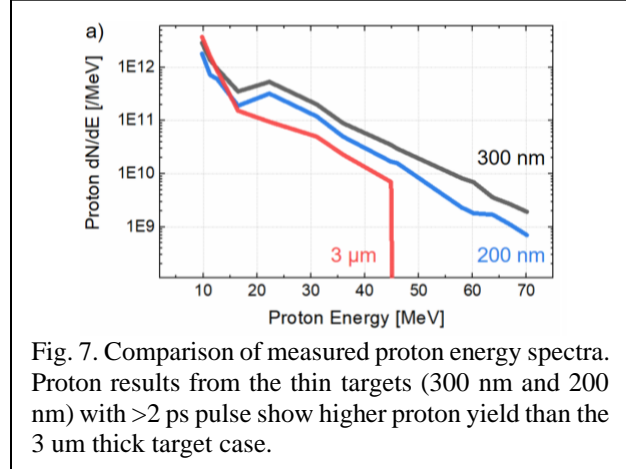 a)
Proton dN/dE [/MeV]
1E12
1E11
1E10
1E9
300 nm
200 nm
3 µm
10 20 30 40 50 60 70
Proton Energy [MeV]
Fig. 7. Comparison of measured proton energy spectra.
Proton results from the thin targets (300 nm and 200
nm) with >2 ps pulse show higher proton yield than the
3 um thick target case.